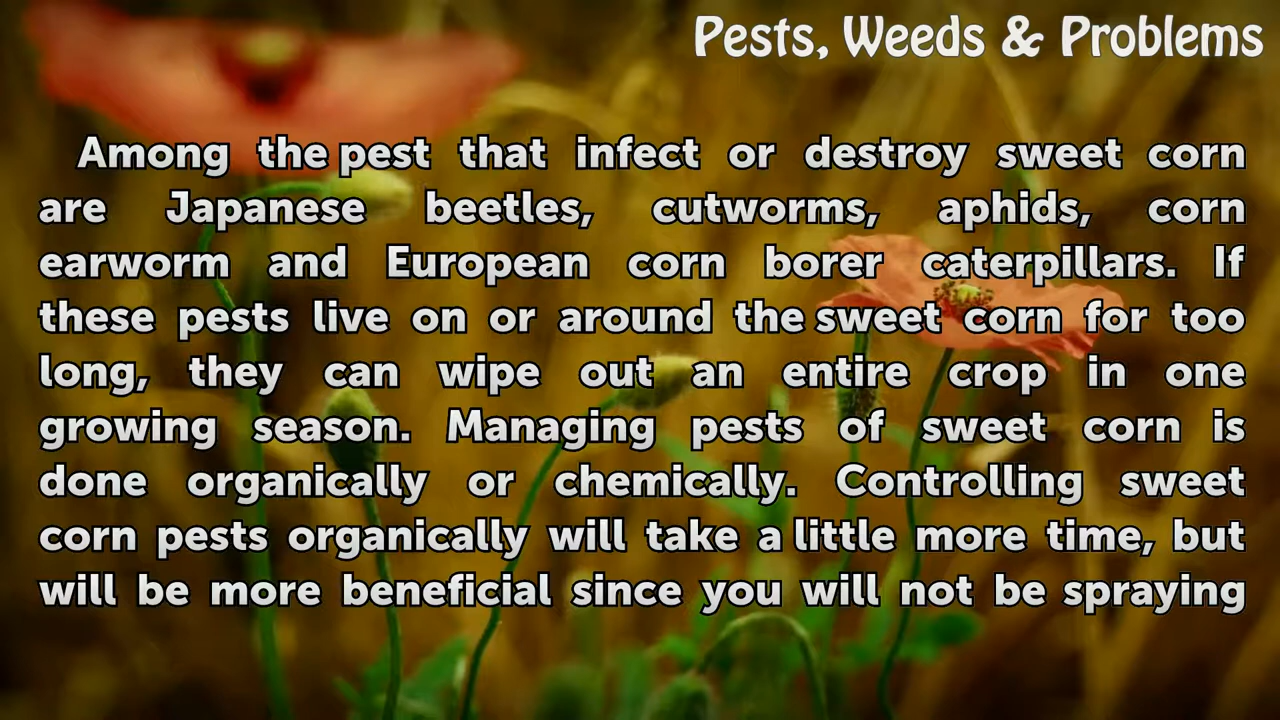 Pests, Weeds & Problems
Among the pest that infect or destroy sweet corn
are Japanese beetles, cutworms, aphids, corn
earworm and European corn borer caterpillars. If
these pests live on or around the sweet corn for too
long, they can wipe out an entire crop in one
growing season. Managing pests of sweet corn is
done organically or chemically. Controlling sweet
corn pests organically will take a little more time, but
will be more beneficial since you will not be spraying